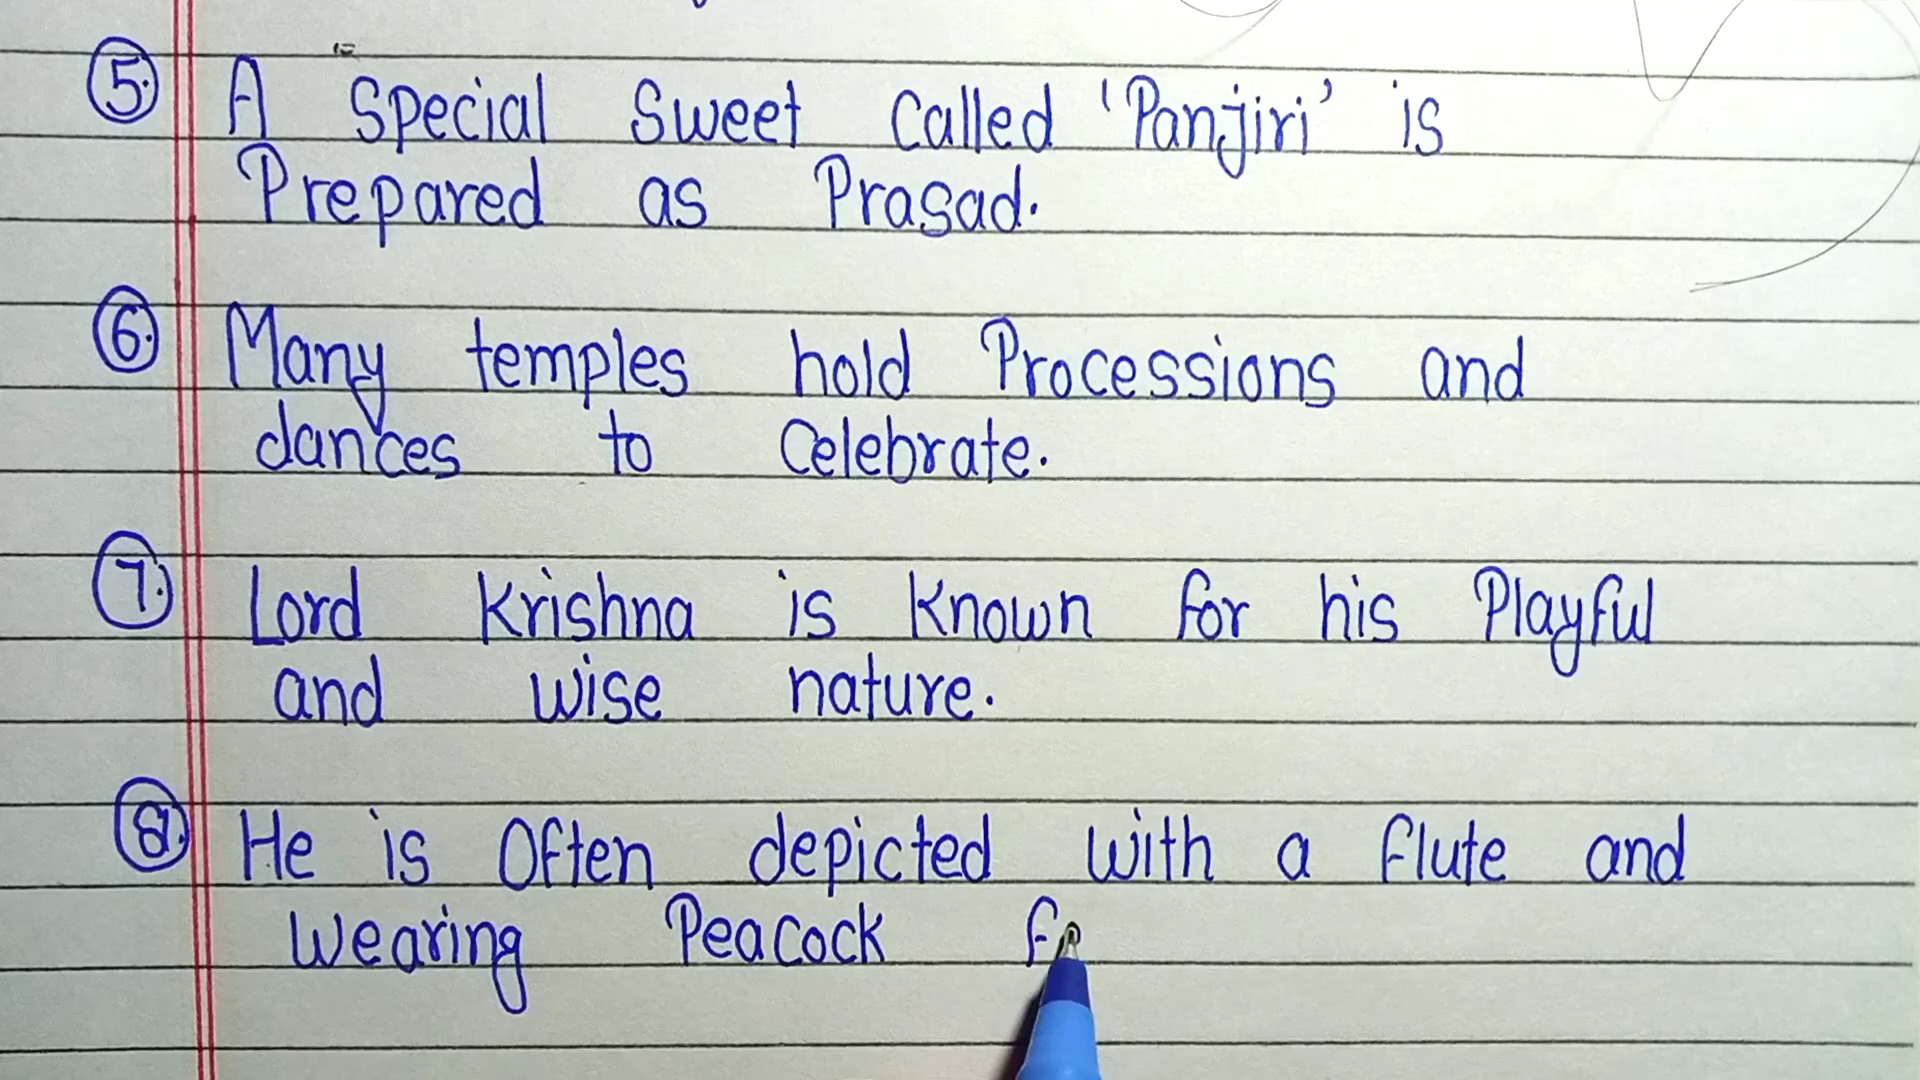 5. A Special Sweet Called 'Panjiri' is
Prepared as Prasad.
6. Many temples hold Processions and
dances to Celebrate.
7. Lord Krishna is Known for his Playful
and wise nature.
8. He is Often depicted with a flute and
Wearing Peacock